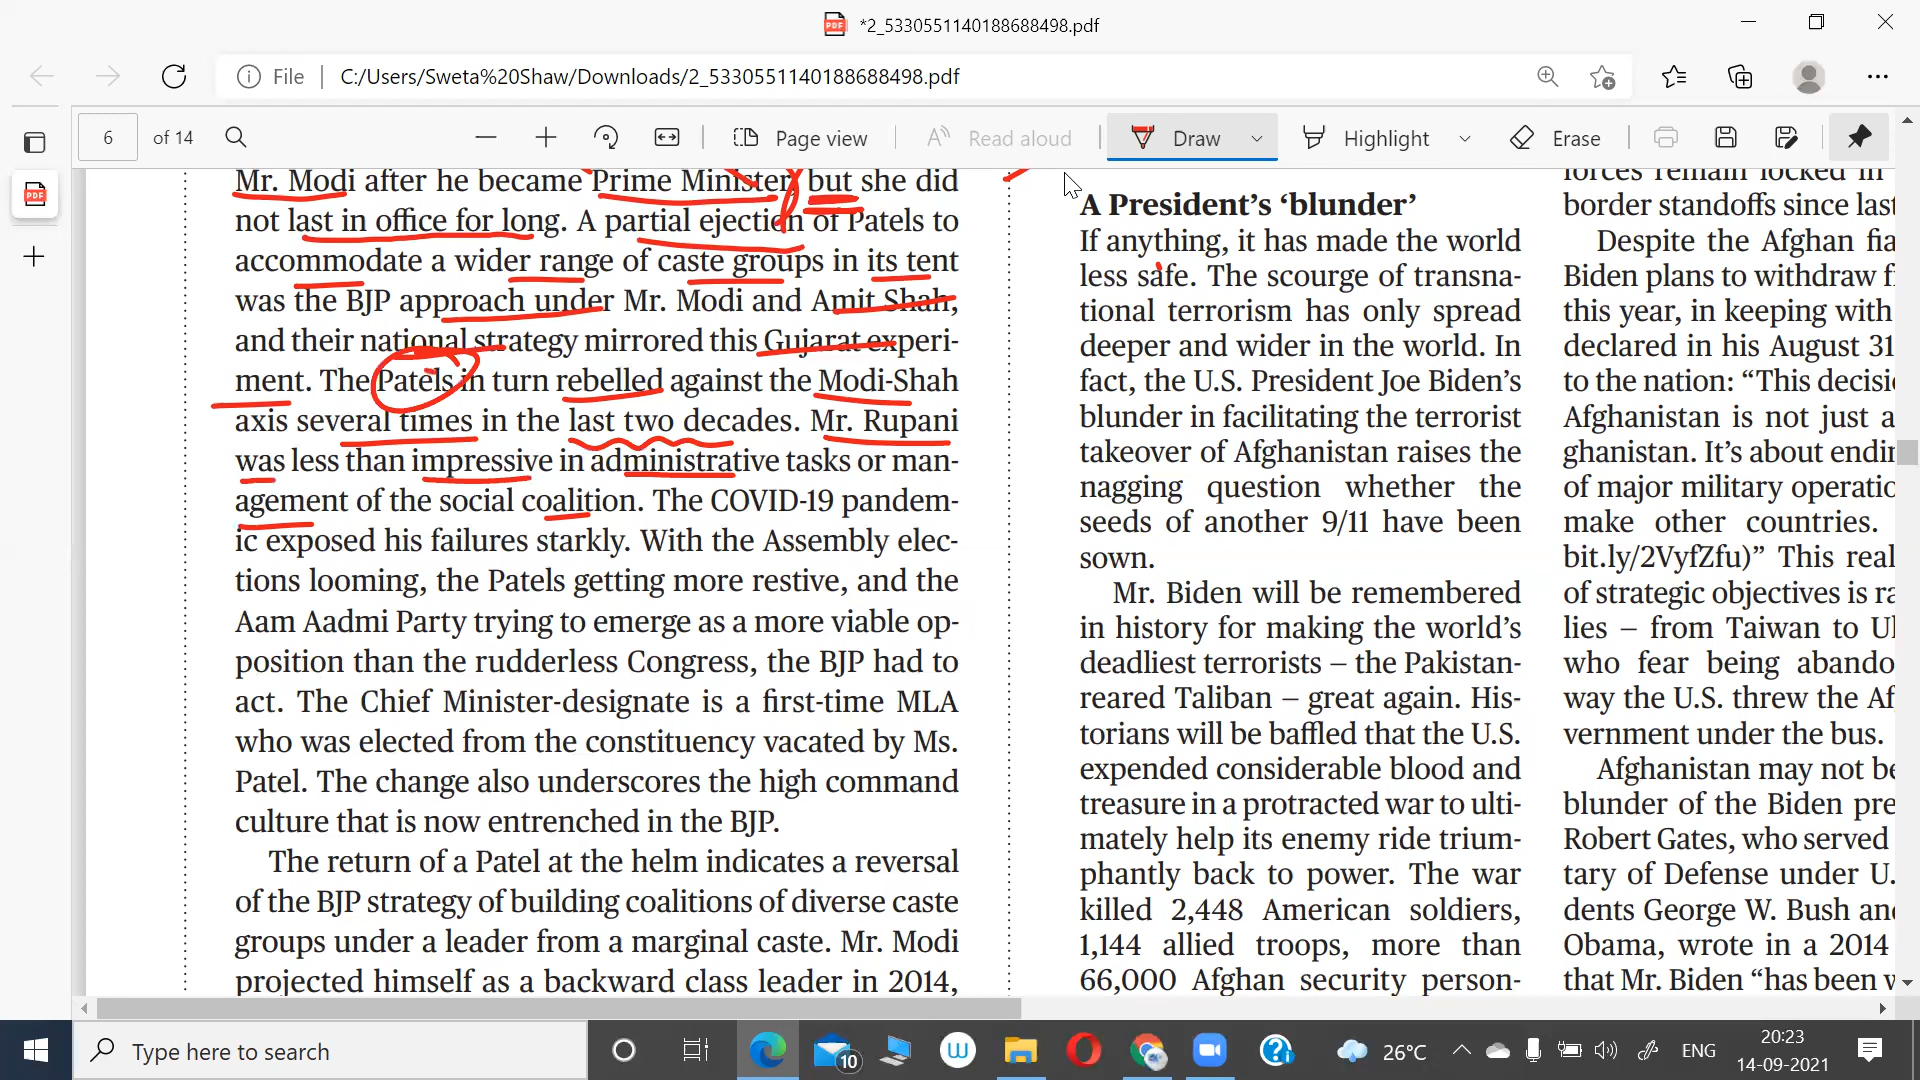 *2_5330551140188688498.pdf
File
C:/Users/Sweta%20Shaw/Downloads/2_5330551140188688498.pdf
6 of 14
Page view
Read aloud
Draw
Highlight
Erase
Mr. Modi after he became Prime Minister, but she did
not last in office for long. A partial ejection of Patels to
accommodate a wider range of caste groups in its tent
was the BJP approach under Mr. Modi and Amit Shah,
and their national strategy mirrored this Gujarat experi-
ment. The Patels in turn rebelled against the Modi-Shah
axis several times in the last two decades. Mr. Rupani
was less than impressive in administrative tasks or man-
agement of the social coalition. The COVID-19 pandem-
ic exposed his failures starkly. With the Assembly elec-
tions looming, the Patels getting more restive, and the
Aam Aadmi Party trying to emerge as a more viable op-
position than the rudderless Congress, the BJP had to
act. The Chief Minister-designate is a first-time MLA
who was elected from the constituency vacated by Ms.
Patel. The change also underscores the high command
culture that is now entrenched in the BJP.
The return of a Patel at the helm indicates a reversal
of the BJP strategy of building coalitions of diverse caste
groups under a leader from a marginal caste. Mr. Modi
projected himself as a backward class leader in 2014,
A President's 'blunder'
If anything, it has made the world
less safe. The scourge of transna-
tional terrorism has only spread
deeper and wider in the world. In
fact, the U.S. President Joe Biden's
blunder in facilitating the terrorist
takeover of Afghanistan raises the
nagging question whether the
seeds of another 9/11 have been
sown.
Mr. Biden will be remembered
in history for making the world's
deadliest terrorists – the Pakistan-
reared Taliban – great again. His-
torians will be baffled that the U.S.
expended considerable blood and
treasure in a protracted war to ulti-
mately help its enemy ride trium-
phantly back to power. The war
killed 2,448 American soldiers,
1,144 allied troops, more than
66,000 Afghan security person-
forces remain locked in
border standoffs since last
Despite the Afghan fia
Biden plans to withdraw f
this year, in keeping with
declared in his August 31
to the nation: "This decisi
Afghanistan is not just a
ghanistan. It's about endin
of major military operatio
make other countries.
bit.ly/2VyfZfu)" This real
of strategic objectives is ra
lies – from Taiwan to Uk
who fear being abando
way the U.S. threw the Af
vernment under the bus.
Afghanistan may not be
blunder of the Biden pre
Robert Gates, who served
tary of Defense under U.
dents George W. Bush and
Obama, wrote in a 2014
that Mr. Biden "has been w
Type here to search
10
26°C
ENG
20:23
14-09-2021